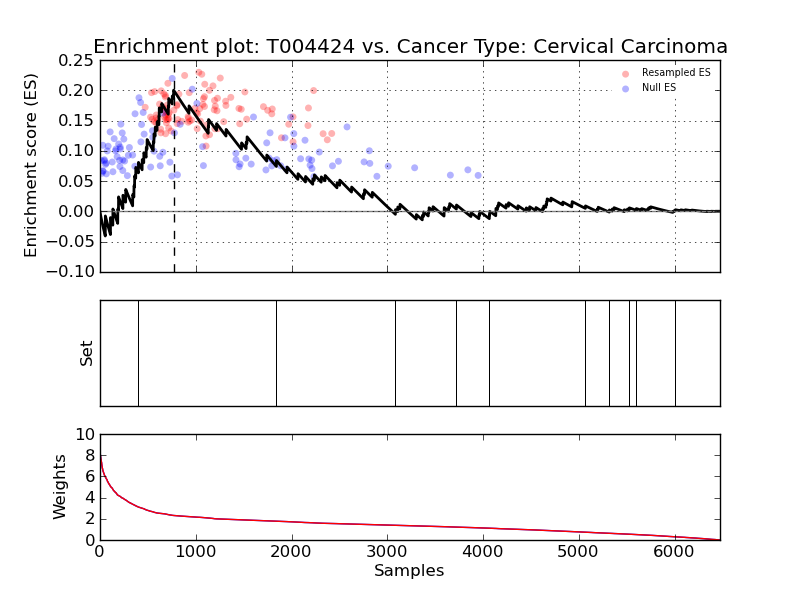 Enrichment plot: T004424 vs. Cancer Type: Cervical Carcinoma
Enrichment score (ES)
0.25
0.20
0.15
0.10
0.05
0.00
−0.05
−0.10
Resampled ES
Null ES
Set
Weights
10
8
6
4
2
0
0 1000 2000 3000 4000 5000 6000
Samples